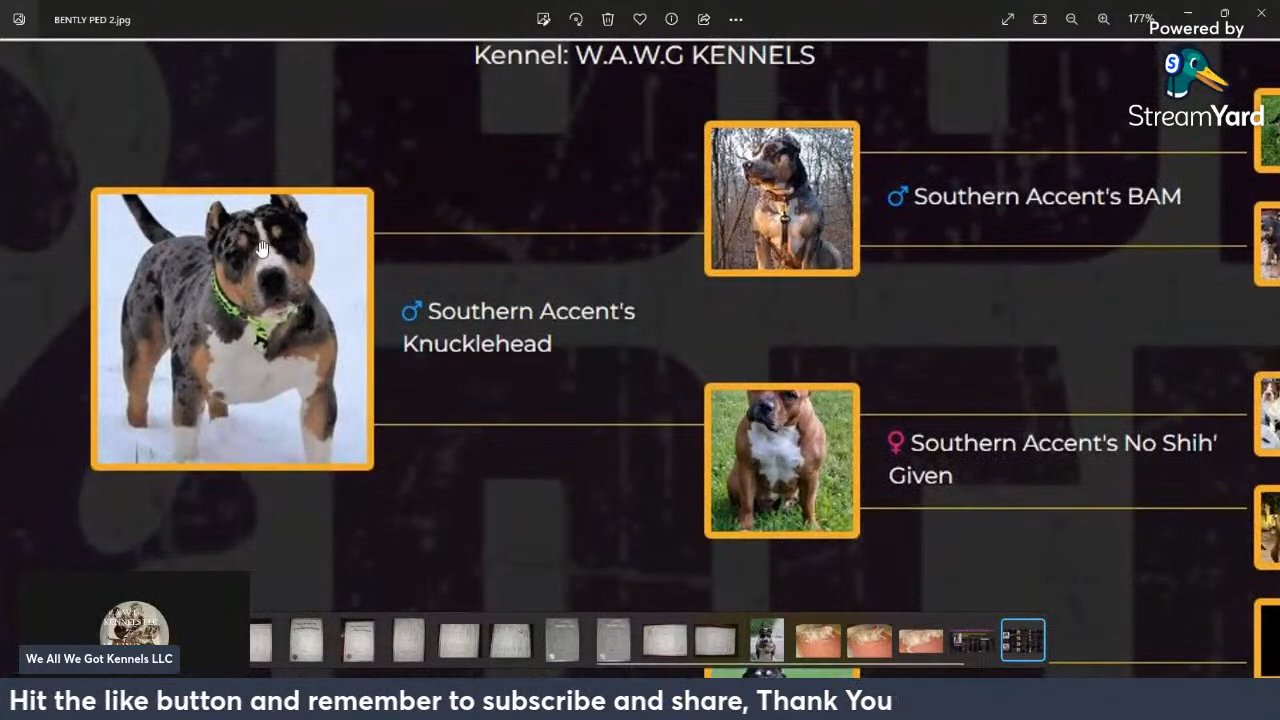 BENTLY PED 2.jpg
177%
Powered by
StreamYard
Kennel: W.A.W.G KENNELS
♂ Southern Accent's BAM
♂ Southern Accent's
Knucklehead
♀ Southern Accent's No Shih'
Given
KENNELS LLC.
We All We Got Kennels LLC
Hit the like button and remember to subscribe and share, Thank You